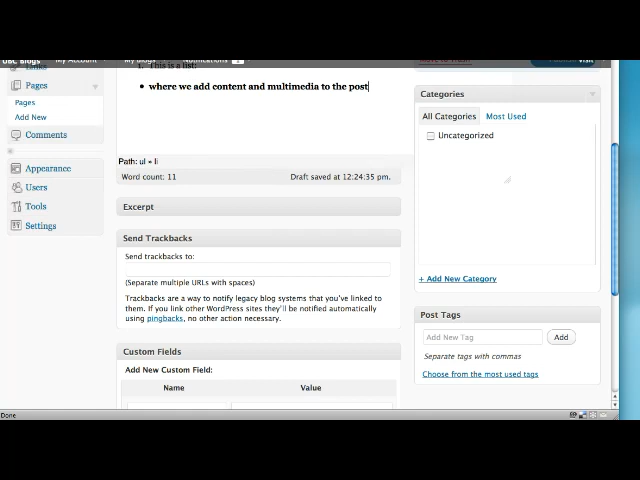 UBC Blogs My Account My Blogs Notifications
Links
Pages
Pages
Add New
Comments
Appearance
Users
Tools
Settings
1. This is a list:
• where we add content and multimedia to the post
Path: ul » li
Word count: 11 Draft saved at 12:24:35 pm.
Excerpt
Send Trackbacks
Send trackbacks to:
(Separate multiple URLs with spaces)
Trackbacks are a way to notify legacy blog systems that you've linked to
them. If you link other WordPress sites they'll be notified automatically
using pingbacks, no other action necessary.
Custom Fields
Add New Custom Field:
Name Value
Move to Trash
Visit
Categories
All Categories Most Used
Uncategorized
+ Add New Category
Post Tags
Add New Tag Add
Separate tags with commas
Choose from the most used tags
Done